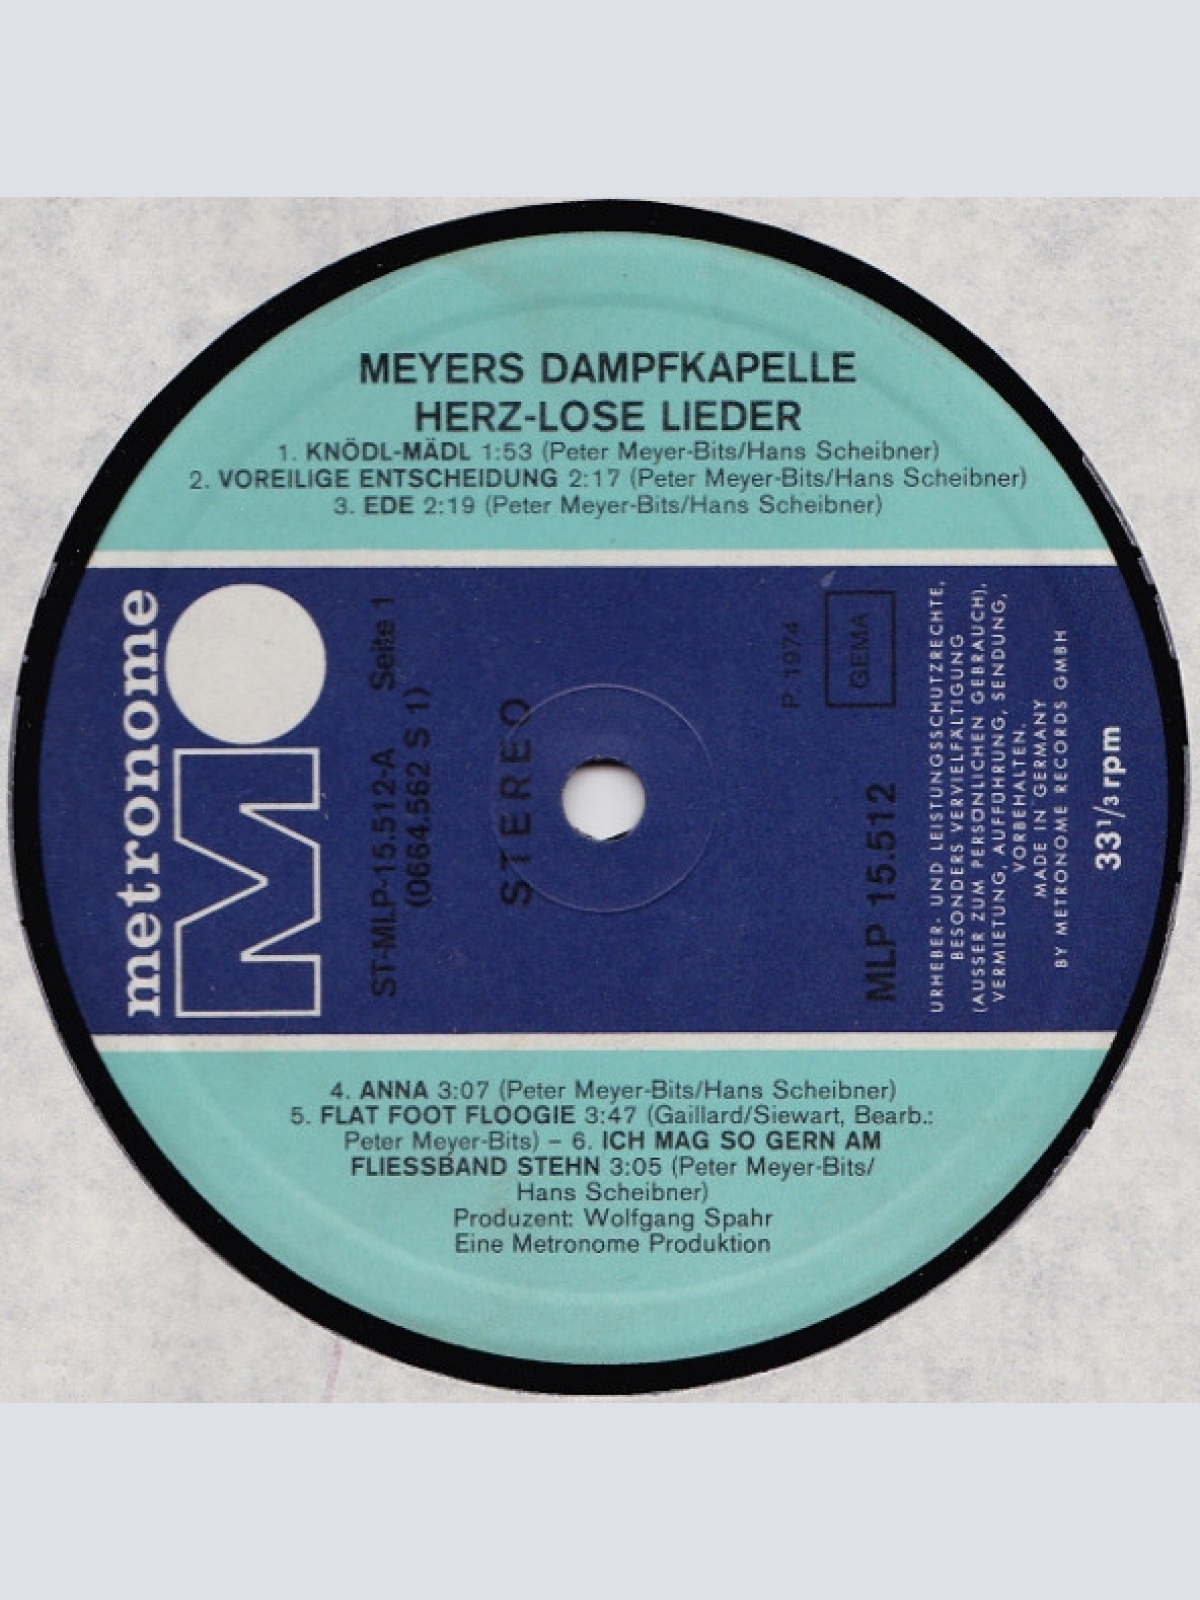 MEYERS DAMPFKAPELLE
HERZ-LOSE LIEDER
1. KNÖDL-MÄDL 1:53 (Peter Meyer-Bits/Hans Scheibner)
2. VOREILIGE ENTSCHEIDUNG 2:17 (Peter Meyer-Bits/Hans Scheibner)
3. EDE 2:19 (Peter Meyer-Bits/Hans Scheibner)
metronome
M
ST-MLP-15.512-A Seite 1
(0664.562 S 1)
STEREO
P 1974
GEMA
MLP 15.512
URHEBER- UND LEISTUNGSSCHUTZRECHTE,
BESONDERS VERVIELFÄLTIGUNG
(AUSSER ZUM PERSÖNLICHEN GEBRAUCH),
VERMIETUNG, AUFFÜHRUNG, SENDUNG,
VORBEHALTEN.
MADE IN GERMANY
BY METRONOME RECORDS GMBH
33 1/3 rpm
4. ANNA 3:07 (Peter Meyer-Bits/Hans Scheibner)
5. FLAT FOOT FLOOGIE 3:47 (Gaillard/Siewart, Bearb.:
Peter Meyer-Bits) – 6. ICH MAG SO GERN AM
FLIESSBAND STEHN 3:05 (Peter Meyer-Bits/
Hans Scheibner)
Produzent: Wolfgang Spahr
Eine Metronome Produktion